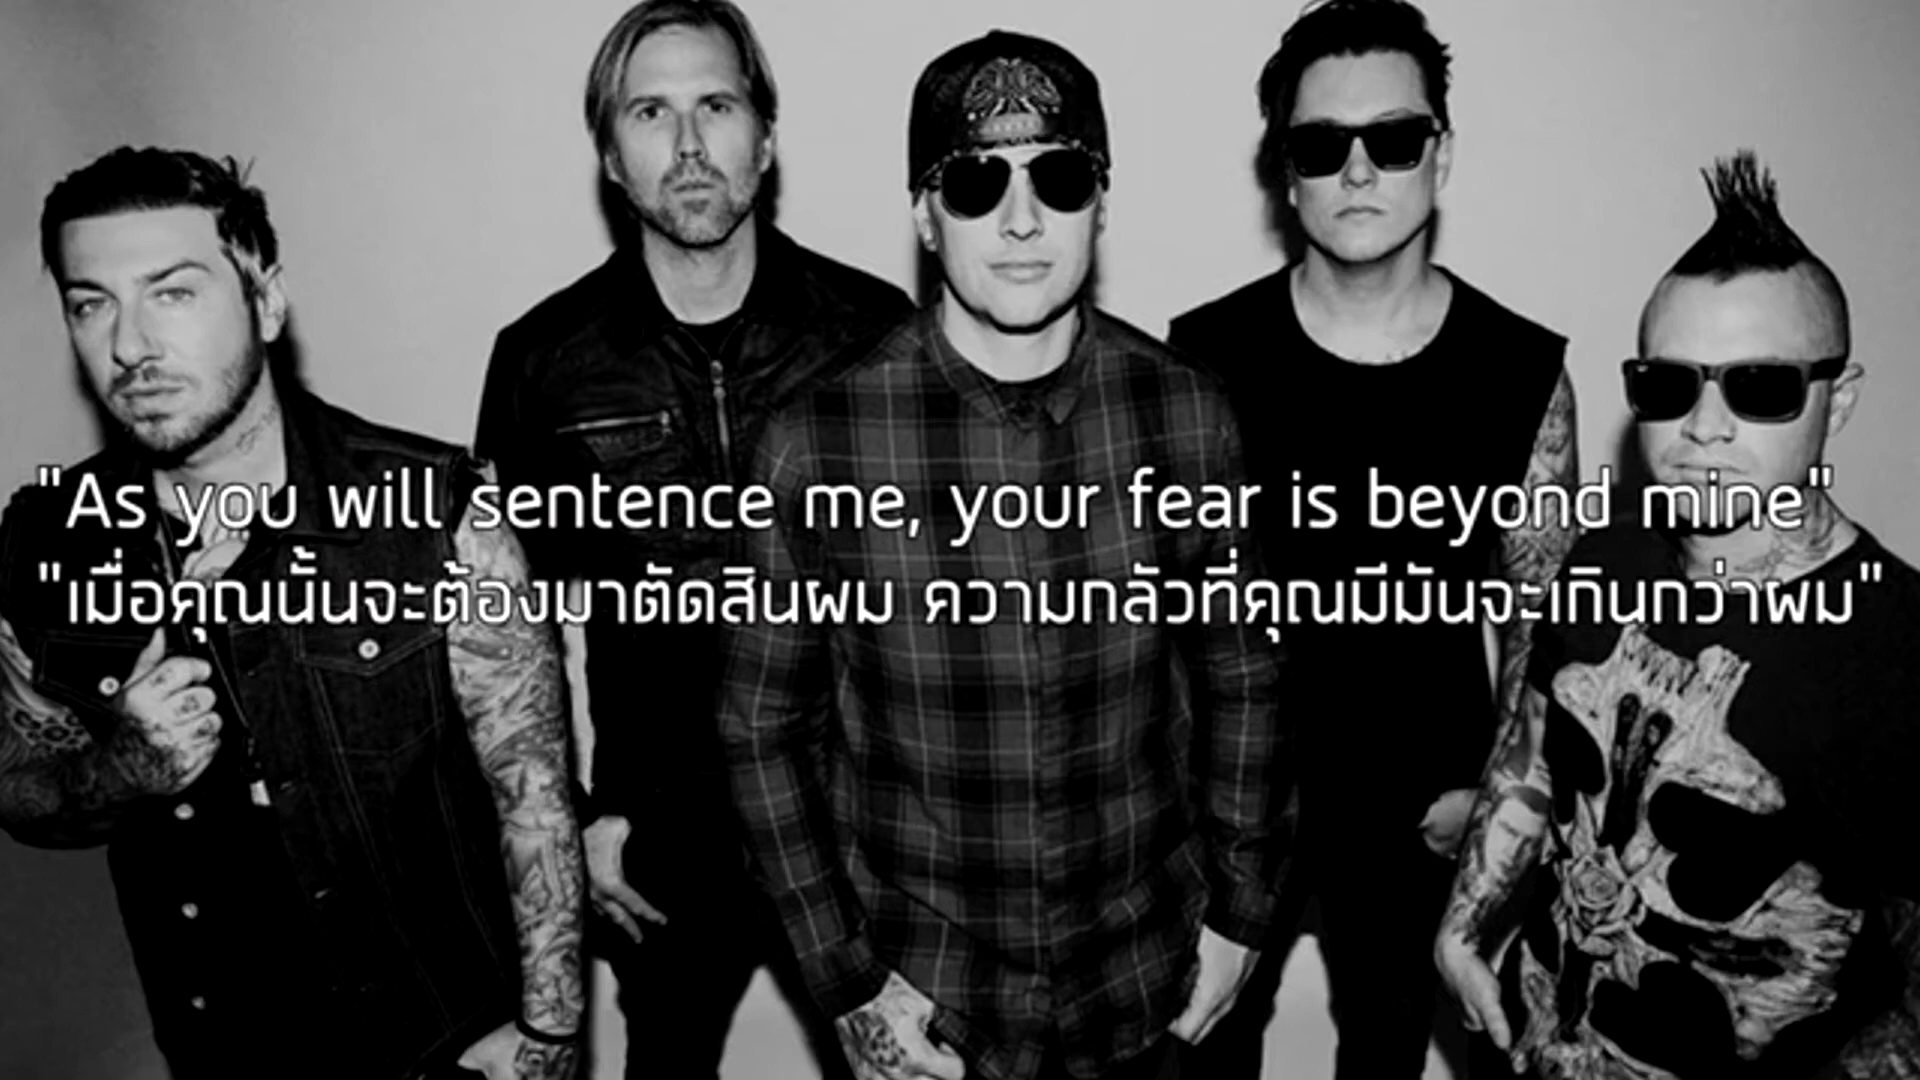 "As you will sentence me, your fear is beyond mine"
"เมื่อคุณนั้นจะต้องมาตัดสินผม ความกลัวที่คุณมีมันจะเกินกว่าผม"